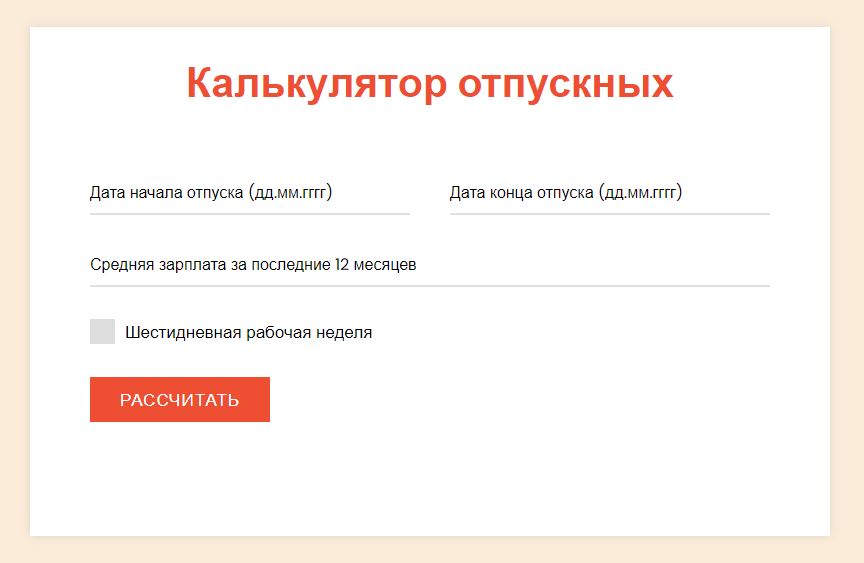 Калькулятор отпускных
Дата начала отпуска (дд.мм.гггг)
Дата конца отпуска (дд.мм.гггг)
Средняя зарплата за последние 12 месяцев
Шестидневная рабочая неделя
РАССЧИТАТЬ